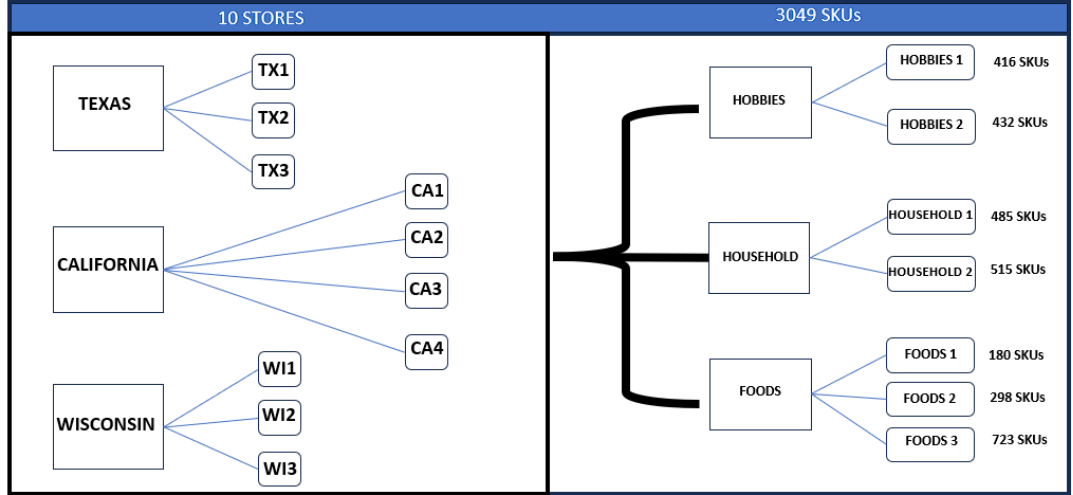 10 STORES
3049 SKUs
TEXAS
TX1
TX2
TX3
CALIFORNIA
CA1
CA2
CA3
CA4
WISCONSIN
WI1
WI2
WI3
HOBBIES
HOBBIES 1
416 SKUs
HOBBIES 2
432 SKUs
HOUSEHOLD
HOUSEHOLD 1
485 SKUs
HOUSEHOLD 2
515 SKUs
FOODS
FOODS 1
180 SKUs
FOODS 2
298 SKUs
FOODS 3
723 SKUs